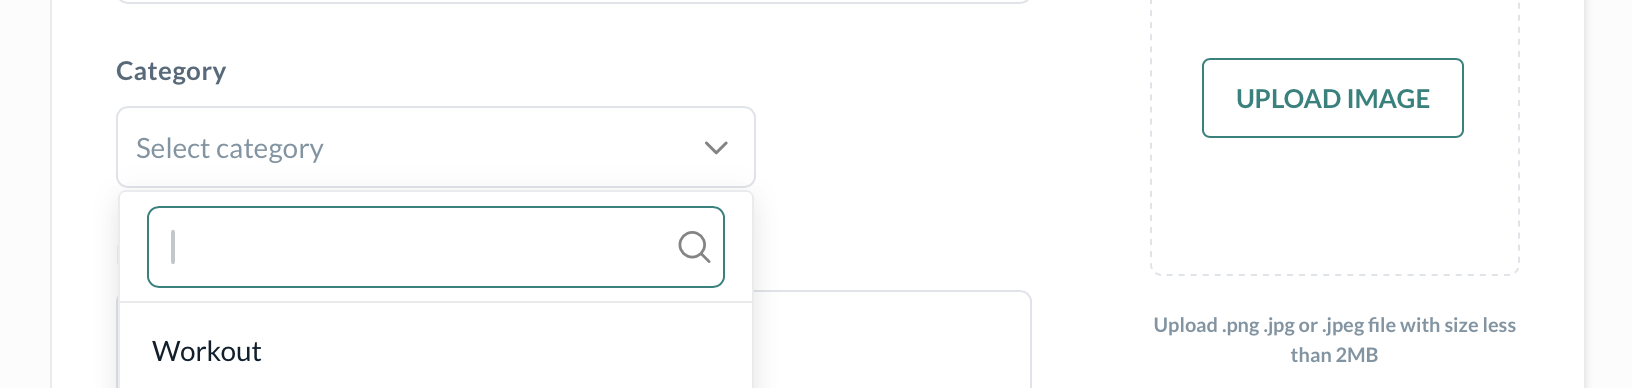 Category
Select category
Workout
UPLOAD IMAGE
Upload .png .jpg or .jpeg file with size less
than 2MB